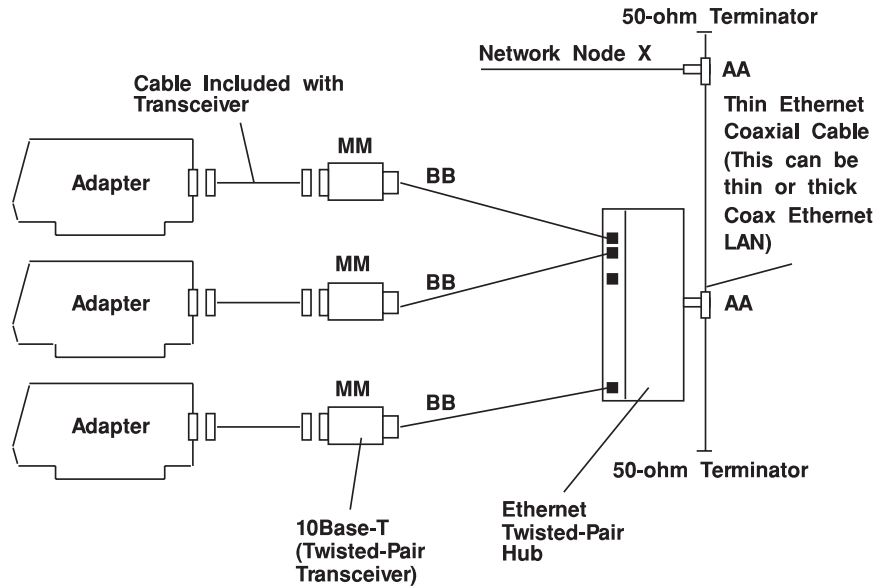 50-ohm Terminator
Network Node X
AA
Cable Included with
Transceiver
Thin Ethernet
Coaxial Cable
(This can be
thin or thick
Coax Ethernet
LAN)
MM
BB
Adapter
MM
BB
Adapter
AA
MM
BB
Adapter
50-ohm Terminator
10Base-T
(Twisted-Pair
Transceiver)
Ethernet
Twisted-Pair
Hub